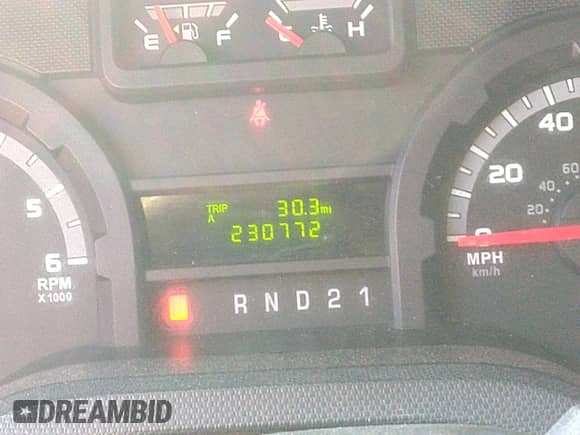 E F
C H
TRIP 30.3mi
A
230772
5
6
RPM
X1000
P R N D 2 1
40
20
0
60
40
20
MPH
km/h
DREAMBID